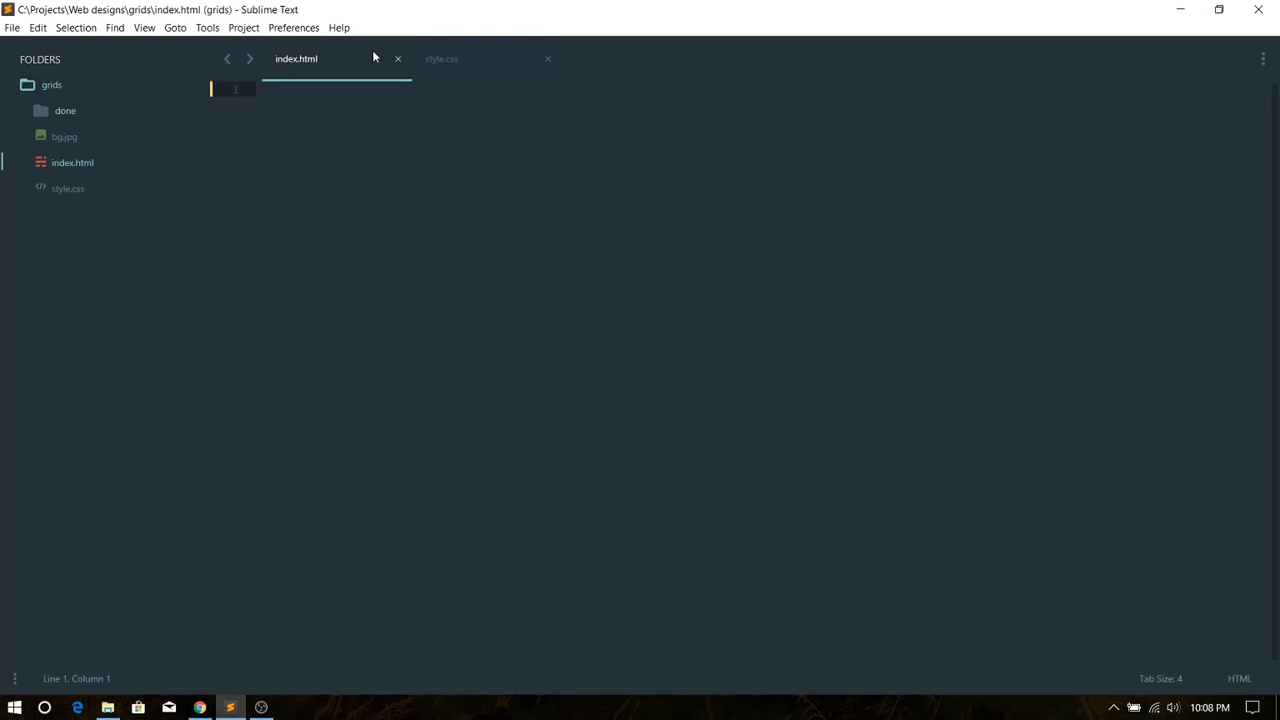 C:\Projects\Web designs\grids\index.html (grids) - Sublime Text
File Edit Selection Find View Goto Tools Project Preferences Help
FOLDERS
grids
done
bg.jpg
index.html
style.css
index.html
style.css
1
Line 1, Column 1
Tab Size: 4
HTML
10:08 PM